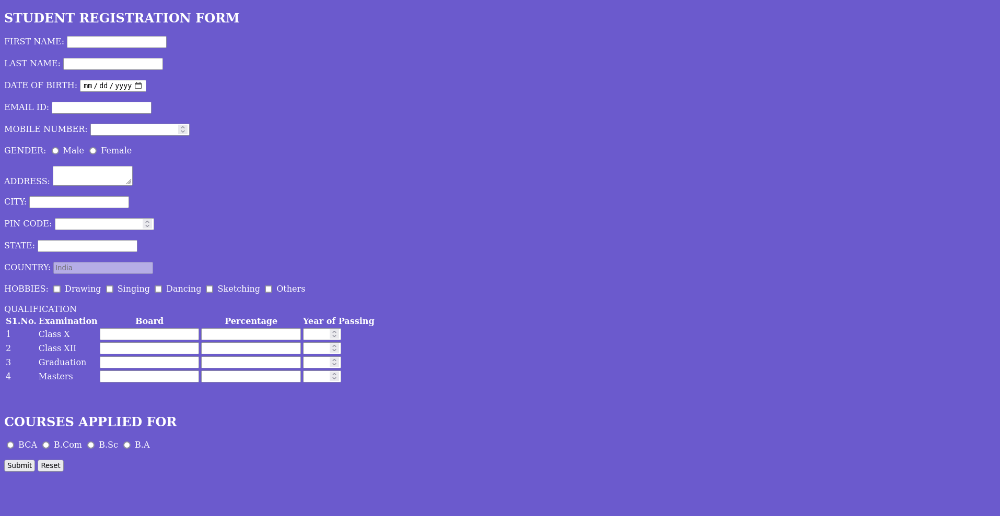 STUDENT REGISTRATION FORM
FIRST NAME:
LAST NAME:
DATE OF BIRTH: mm/dd/yyyy
EMAIL ID:
MOBILE NUMBER:
GENDER: Male Female
ADDRESS:
CITY:
PIN CODE:
STATE:
COUNTRY: India
HOBBIES: Drawing Singing Dancing Sketching Others
QUALIFICATION
S1.No. Examination Board Percentage Year of Passing
1 Class X
2 Class XII
3 Graduation
4 Masters
COURSES APPLIED FOR
BCA B.Com B.Sc B.A
Submit Reset